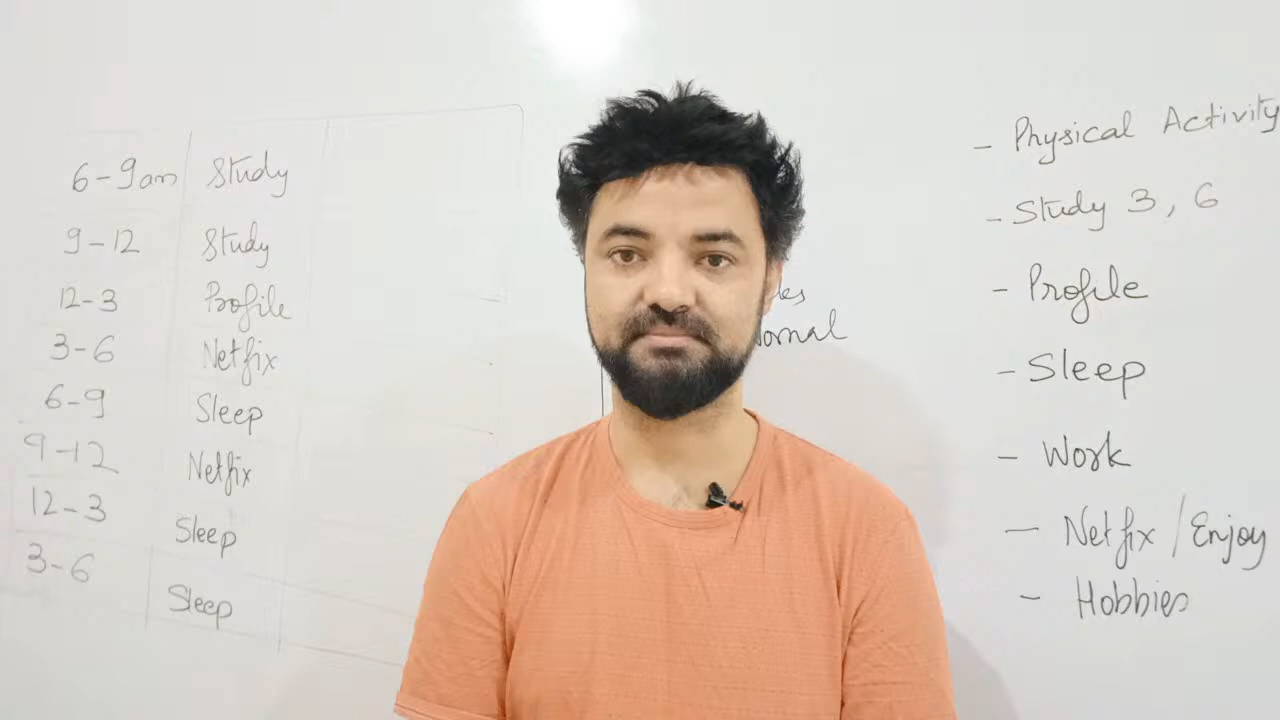 6-9am Study
9-12 Study
12-3 Profile
3-6 Netfix
6-9 Sleep
9-12 Netfix
12-3 Sleep
3-6 Sleep
- Physical Activity
- Study 3, 6
- Profile
- Sleep
- Work
- Netfix / Enjoy
- Hobbies